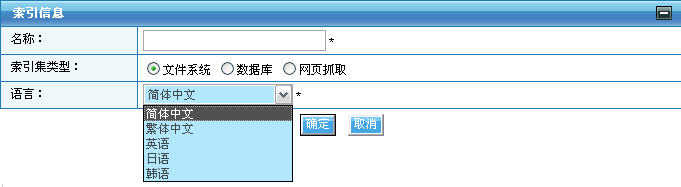 索引信息
名称： *
索引集类型： 文件系统 数据库 网页抓取
语言： 简体中文 *
简体中文
繁体中文
英语
日语
韩语
确定 取消